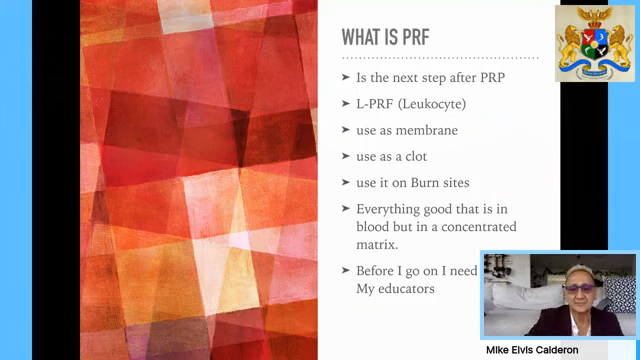 WHAT IS PRF
➤ Is the next step after PRP
➤ L-PRF (Leukocyte)
➤ use as membrane
➤ use as a clot
➤ use it on Burn sites
➤ Everything good that is in
blood but in a concentrated
matrix.
➤ Before I go on I need
My educators
Mike Elvis Calderon